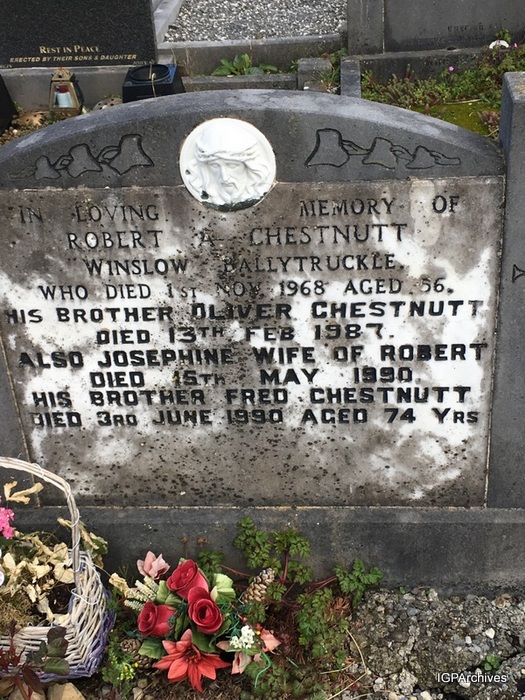 REST IN PEACE
ERECTED BY THEIR SONS & DAUGHTER
IN LOVING MEMORY OF
ROBERT A CHESTNUTT
"WINSLOW BALLYTRUCKLE.
WHO DIED 1ST NOV 1968 AGED 56.
HIS BROTHER OLIVER CHESTNUTT
DIED 13TH FEB 1987.
ALSO JOSEPHINE WIFE OF ROBERT
DIED 15TH MAY 1990.
HIS BROTHER FRED CHESTNUTT
DIED 3RD JUNE 1990 AGED 74 YRS
IGPArchives